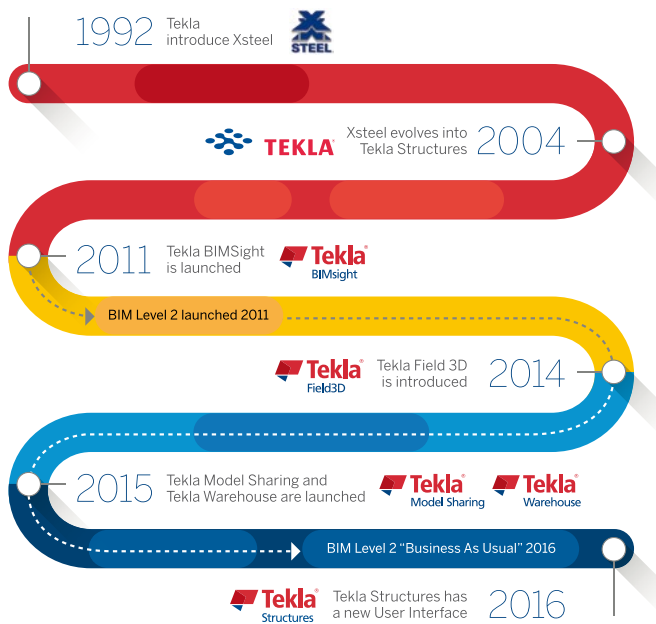 1992
Tekla
introduce Xsteel
X
STEEL
TEKLA®
Xsteel evolves into
Tekla Structures
2004
2011
Tekla BIMSight
is launched
Tekla®
BIMsight
BIM Level 2 launched 2011
Tekla®
Field3D
Tekla Field 3D
is introduced
2014
2015
Tekla Model Sharing and
Tekla Warehouse are launched
Tekla®
Model Sharing
Tekla®
Warehouse
BIM Level 2 “Business As Usual” 2016
Tekla®
Structures
Tekla Structures has
a new User Interface
2016